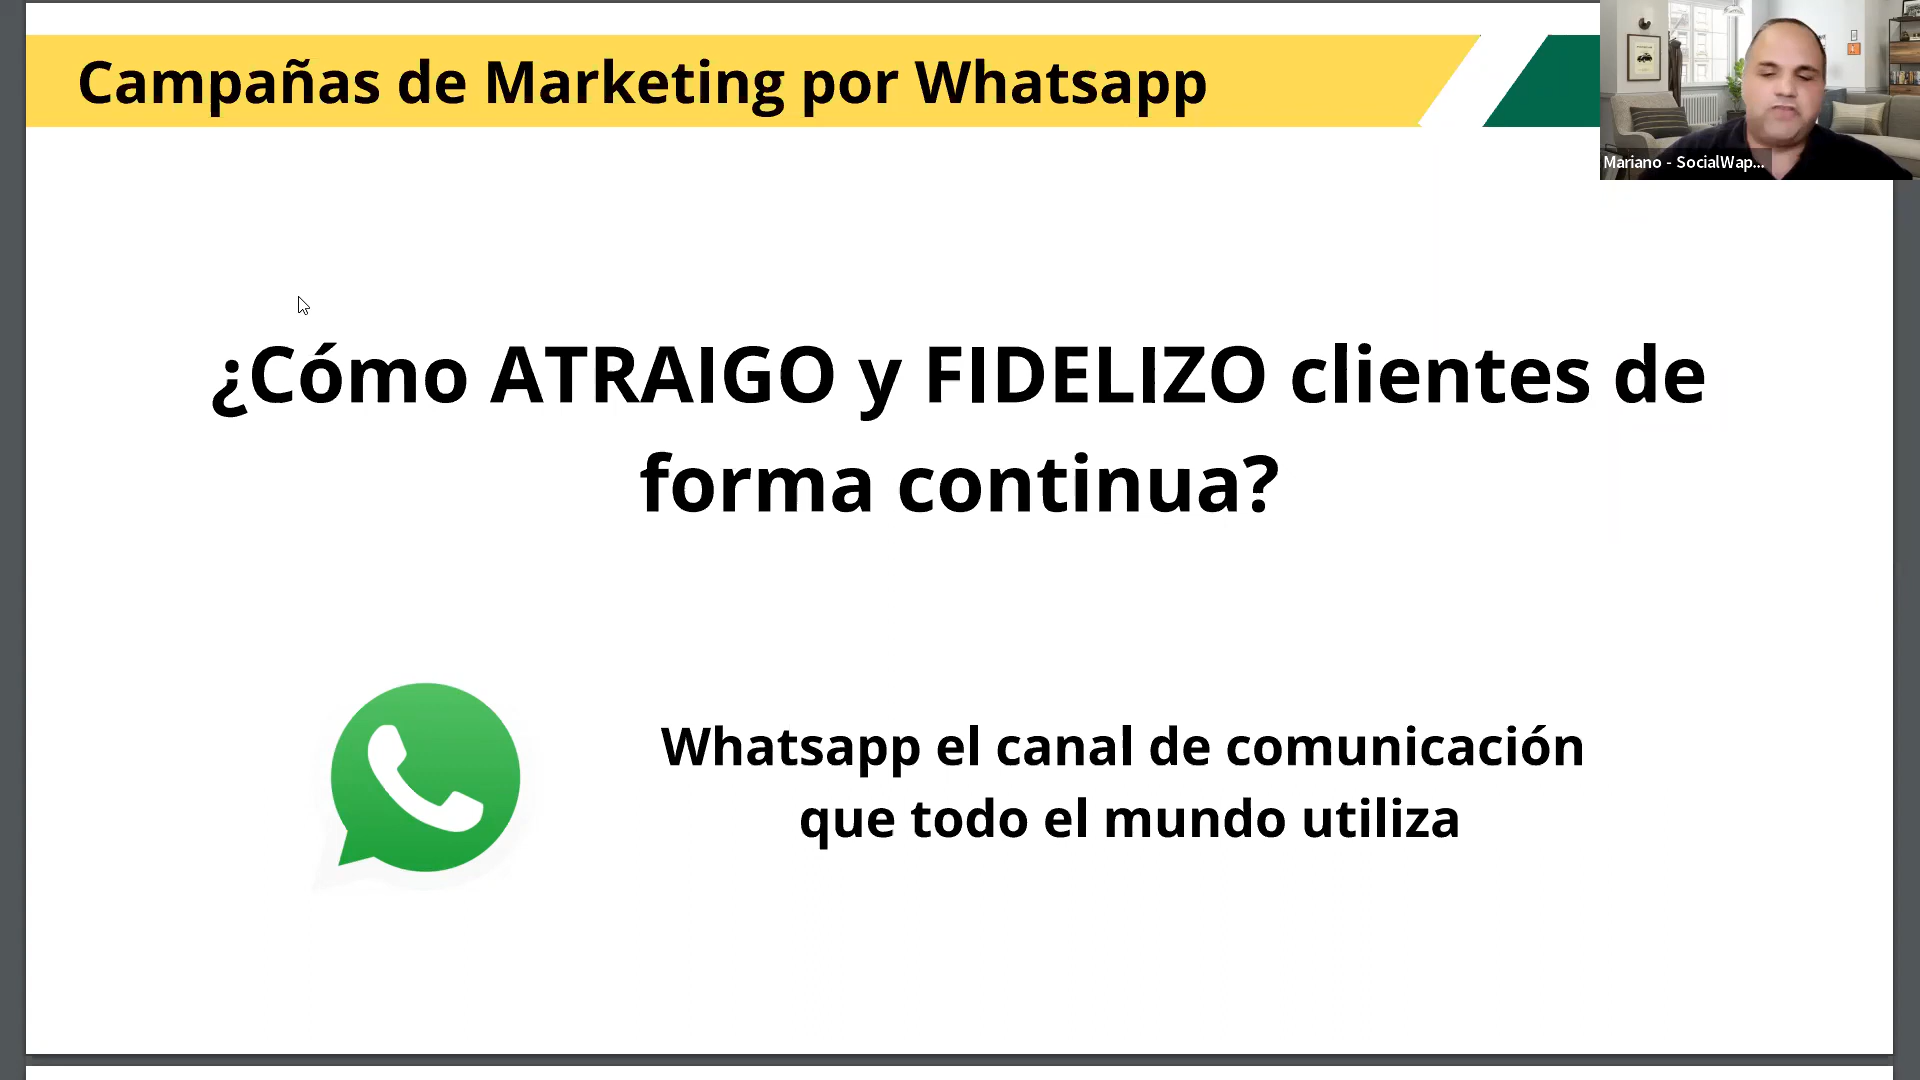 Campañas de Marketing por Whatsapp
Mariano - SocialWap...
¿Cómo ATRAIGO y FIDELIZO clientes de
forma continua?
Whatsapp el canal de comunicación
que todo el mundo utiliza